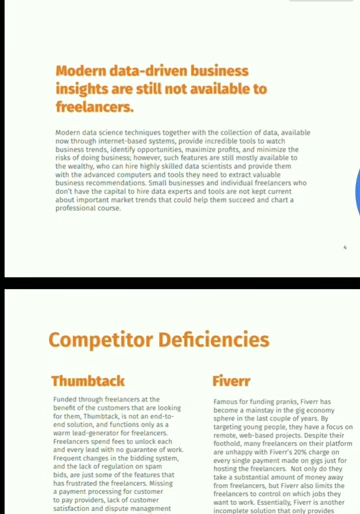 Modern data-driven business
insights are still not available to
freelancers.
Modern data science techniques together with the collection of data, available
now through internet-based systems, provide incredible tools to watch
business trends, identify opportunities, maximize profits, and minimize the
risks of doing business; however, such features are still mostly available to
the wealthy, who can hire highly skilled data scientists and provide them
with the advanced computers and tools they need to extract valuable
business recommendations. Small businesses and individual freelancers who
don't have the capital to hire data experts and tools are not kept current
about important market trends that could help them succeed and chart a
professional course.
4
Competitor Deficiencies
Thumbtack
Funded through freelancers at the
benefit of the customers that are looking
for them, Thumbtack, is not an end-to-
end solution, and functions only as a
warm lead-generator for freelancers.
Freelancers spend fees to unlock each
and every lead with no guarantee of work.
Frequent changes in the bidding system,
and the lack of regulation on spam
bids, are just some of the features that
has frustrated the freelancers. Missing
a payment processing for customer
to pay providers, lack of customer
satisfaction and dispute management
Fiverr
Famous for funding pranks, Fiverr has
become a mainstay in the gig economy
sphere in the last couple of years. By
targeting young people, they have a focus on
remote, web-based projects. Despite their
foothold, many freelancers on their platform
are unhappy with Fiverr's 20% charge on
every single payment made on gigs just for
hosting the freelancers. Not only do they
take a substantial amount of money away
from freelancers, but Fiverr also limits the
freelancers to control on which jobs they
want to work. Essentially, Fiverr is another
incomplete solution that only provides